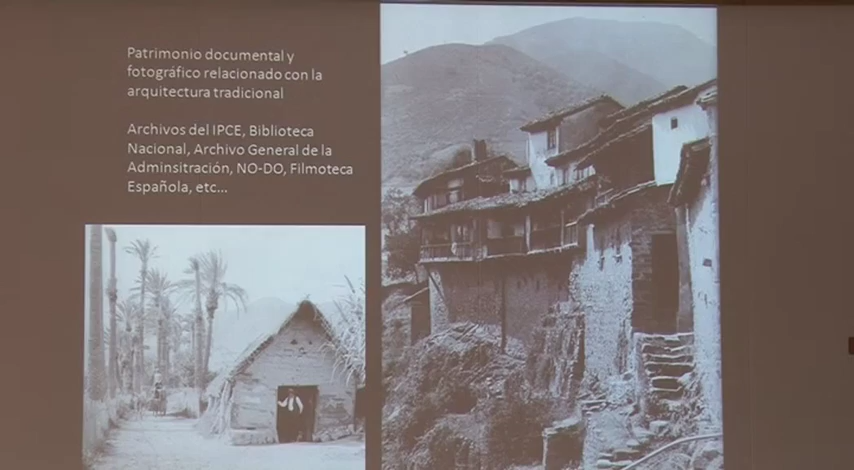 Patrimonio documental y
fotográfico relacionado con la
arquitectura tradicional
Archivos del IPCE, Biblioteca
Nacional, Archivo General de la
Adminsitración, NO-DO, Filmoteca
Española, etc...